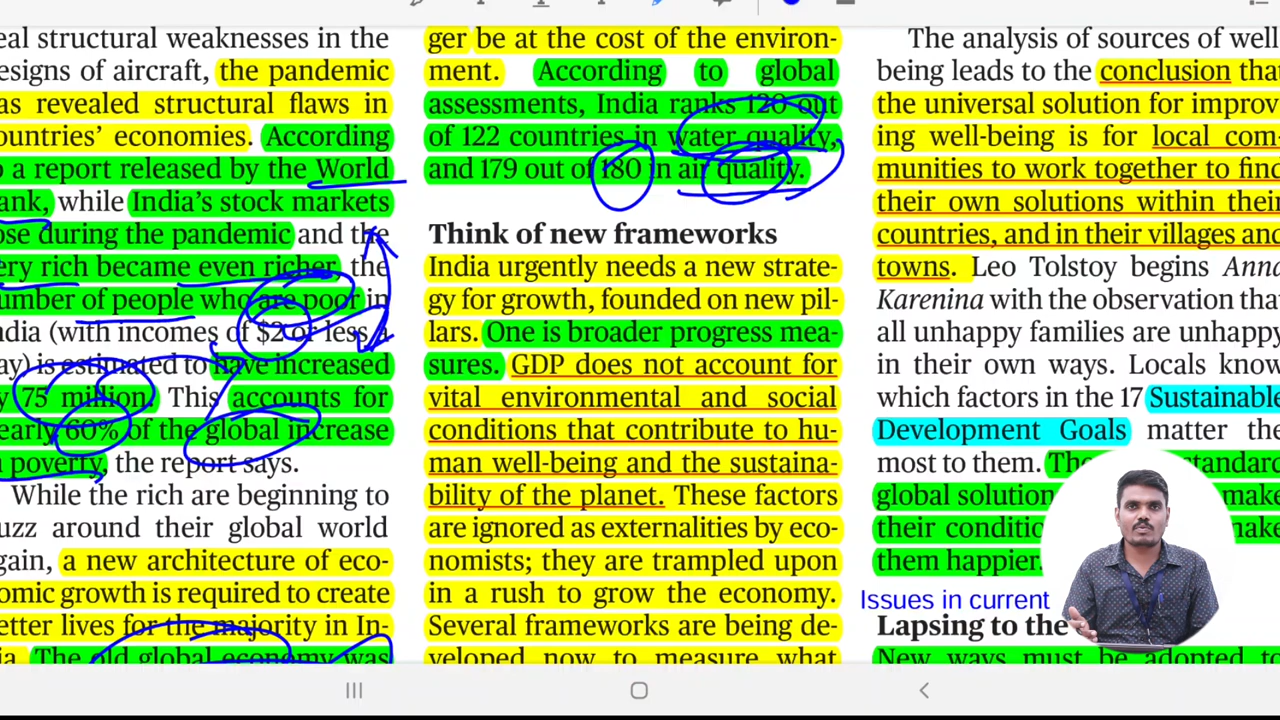 eal structural weaknesses in the
esigns of aircraft, the pandemic
as revealed structural flaws in
ountries' economies. According
o a report released by the World
ank, while India's stock markets
ose during the pandemic and the
ery rich became even richer, the
umber of people who are poor in
ndia (with incomes of $2 or less a
ay) is estimated to have increased
y 75 million. This accounts for
early 60% of the global increase
n poverty, the report says.
While the rich are beginning to
uzz around their global world
gain, a new architecture of eco-
omic growth is required to create
etter lives for the majority in In-
ia. The old global economy was
ger be at the cost of the environ-
ment. According to global
assessments, India ranks 120 out
of 122 countries in water quality,
and 179 out of 180 in air quality.
Think of new frameworks
India urgently needs a new strate-
gy for growth, founded on new pil-
lars. One is broader progress mea-
sures. GDP does not account for
vital environmental and social
conditions that contribute to hu-
man well-being and the sustaina-
bility of the planet. These factors
are ignored as externalities by eco-
nomists; they are trampled upon
in a rush to grow the economy.
Several frameworks are being de-
veloped now to measure what
The analysis of sources of well
being leads to the conclusion that
the universal solution for improv
ing well-being is for local com
munities to work together to find
their own solutions within their
countries, and in their villages and
towns. Leo Tolstoy begins Anna
Karenina with the observation that
all unhappy families are unhappy
in their own ways. Locals know
which factors in the 17 Sustainable
Development Goals matter the
most to them. The standard
global solution make
their condition make
them happier.
Issues in current
Lapsing to the
New ways must be adopted to